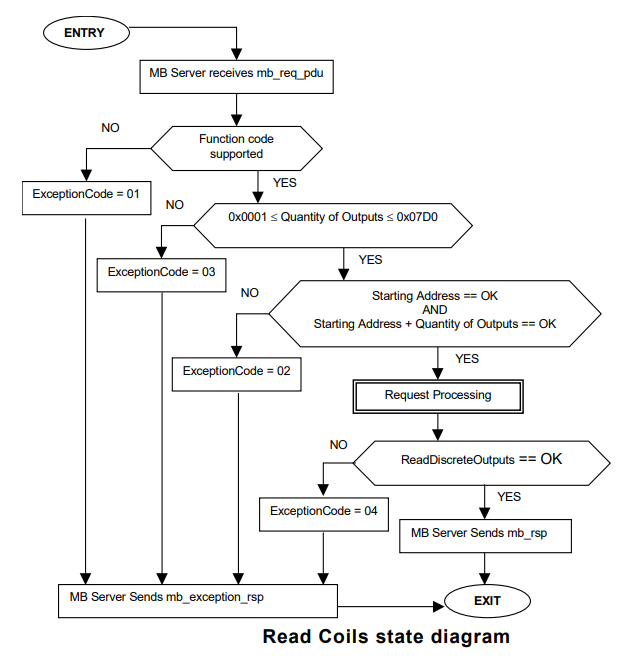 ENTRY
MB Server receives mb_req_pdu
NO
Function code
supported
YES
ExceptionCode = 01
NO
0x0001 ≤ Quantity of Outputs ≤ 0x07D0
YES
ExceptionCode = 03
NO
Starting Address == OK
AND
Starting Address + Quantity of Outputs == OK
YES
ExceptionCode = 02
Request Processing
NO
ReadDiscreteOutputs == OK
YES
ExceptionCode = 04
MB Server Sends mb_rsp
MB Server Sends mb_exception_rsp
EXIT
Read Coils state diagram